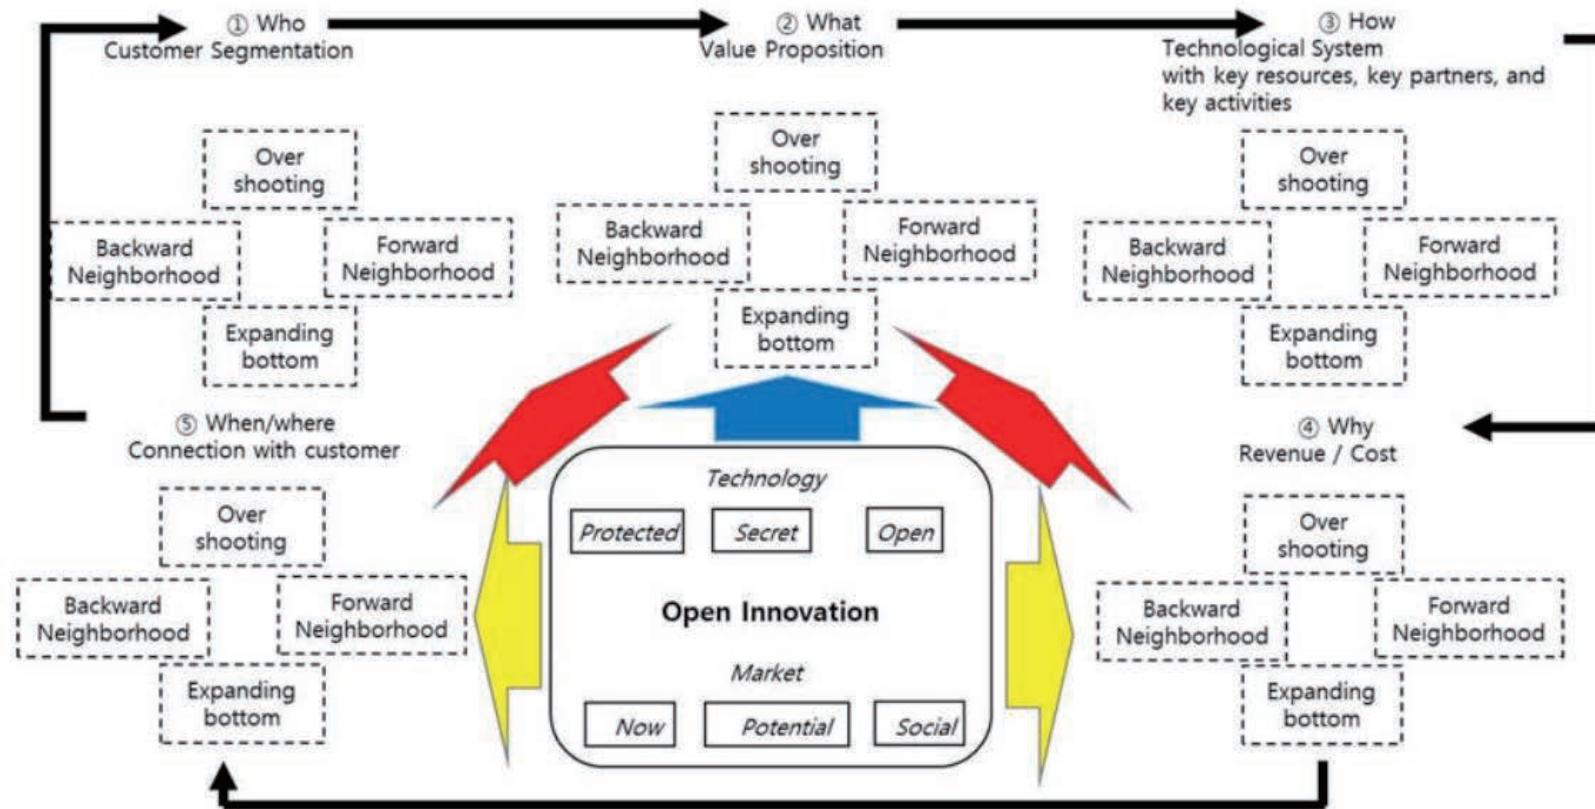 ① Who
Customer Segmentation
② What
Value Proposition
③ How
Technological System
with key resources, key partners, and
key activities
Over
shooting
Backward
Neighborhood
Forward
Neighborhood
Expanding
bottom
Over
shooting
Backward
Neighborhood
Forward
Neighborhood
Expanding
bottom
Over
shooting
Backward
Neighborhood
Forward
Neighborhood
Expanding
bottom
⑤ When/where
Connection with customer
④ Why
Revenue / Cost
Over
shooting
Backward
Neighborhood
Forward
Neighborhood
Expanding
bottom
Technology
Protected
Secret
Open
Open Innovation
Market
Now
Potential
Social
Over
shooting
Backward
Neighborhood
Forward
Neighborhood
Expanding
bottom